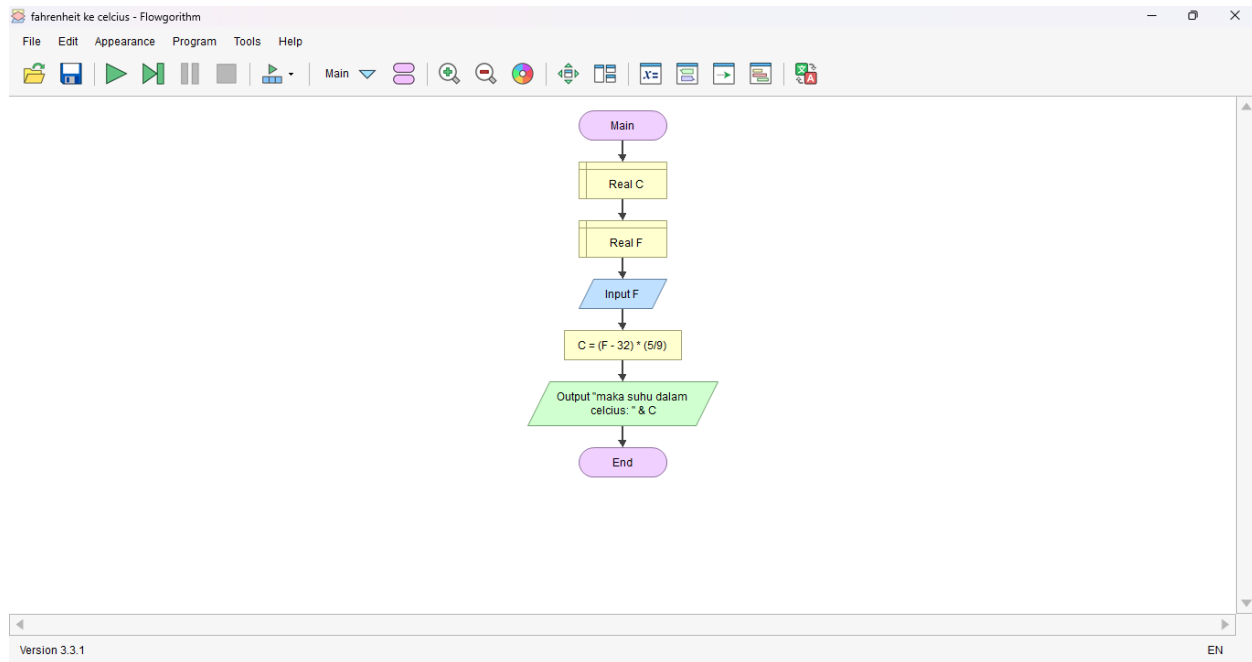 fahrenheit ke celcius - Flowgorithm
File Edit Appearance Program Tools Help
Main x=
Main
Real C
Real F
Input F
C = (F - 32) * (5/9)
Output "maka suhu dalam
celcius: " & C
End
Version 3.3.1 EN